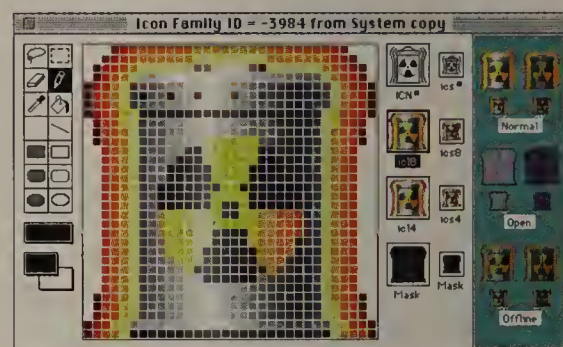 Icon Family ID = -3984 from System copy
ICN#
ics#
icl8
ics8
icl4
ics4
Mask
Mask
Normal
Open
Offline